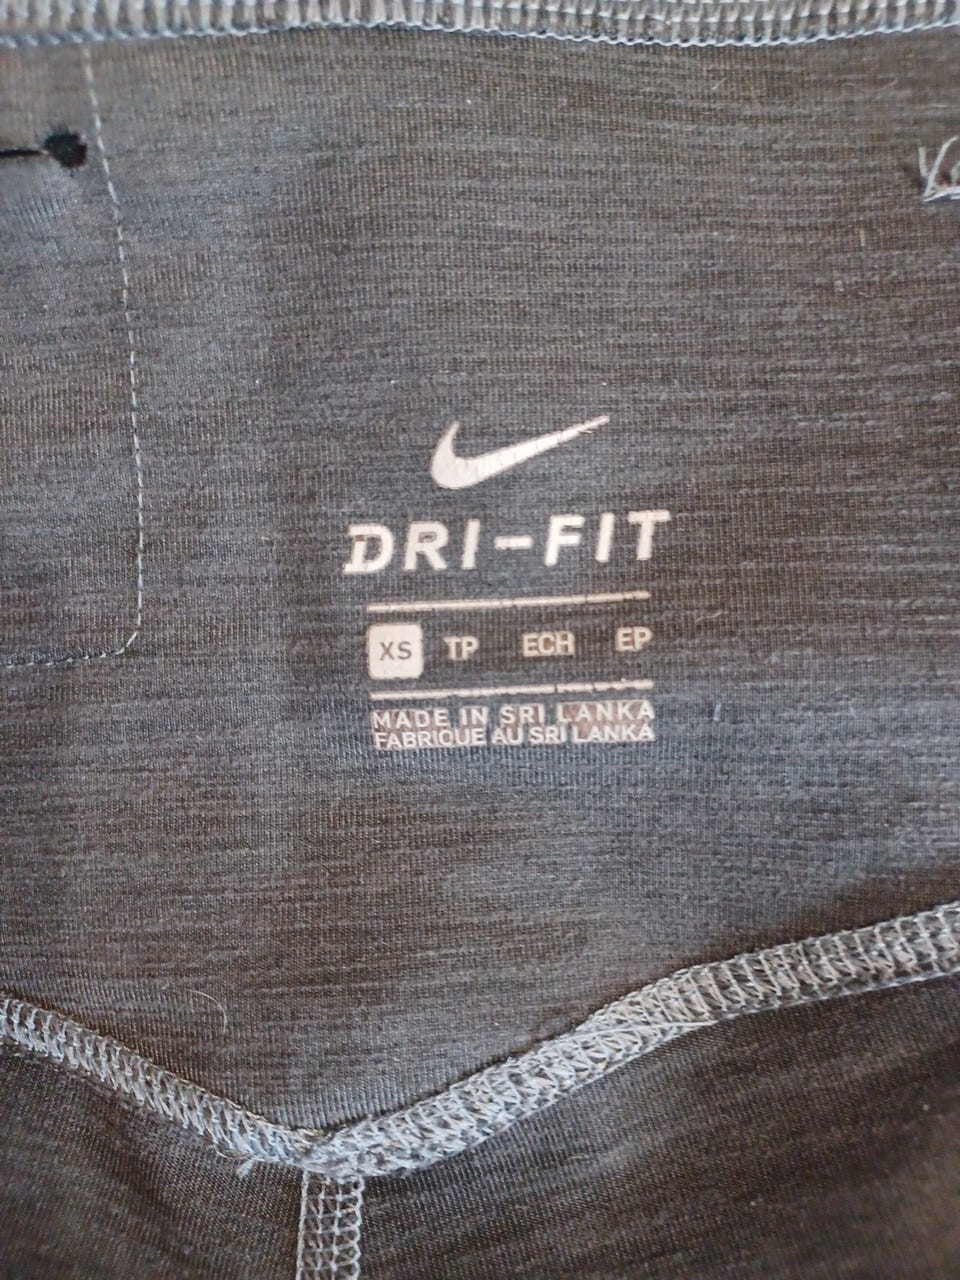 DRI-FIT
XS TP ECH EP
MADE IN SRI LANKA
FABRIQUE AU SRI LANKA